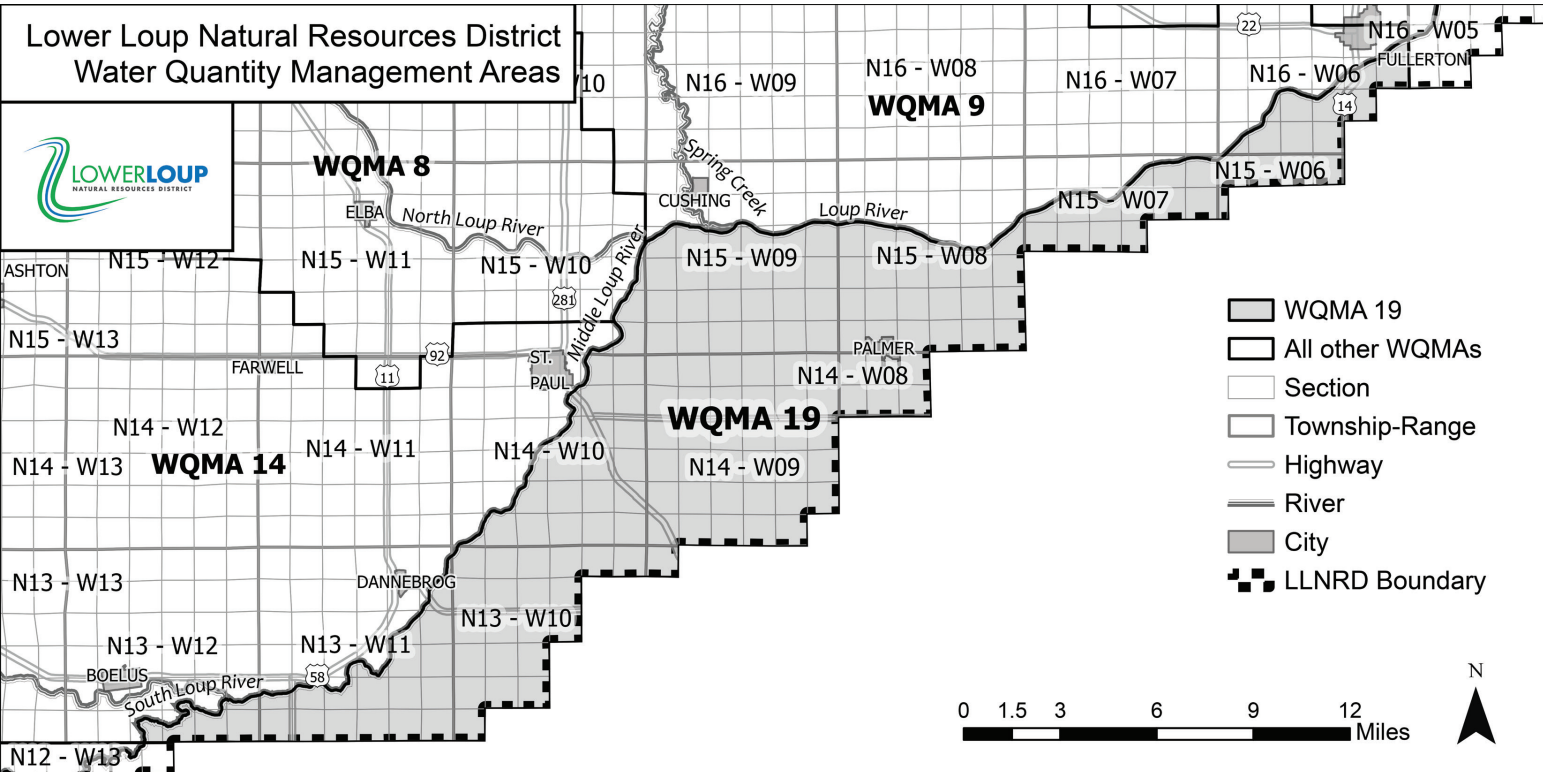 Lower Loup Natural Resources District
Water Quantity Management Areas
LOWERLOUP
NATURAL RESOURCES DISTRICT
22
N16 - W05
FULLERTON
10
N16 - W09
N16 - W08
N16 - W07
N16 - W06
WQMA 9
14
WQMA 8
Spring Creek
N15 - W06
CUSHING
N15 - W07
ELBA
North Loup River
Loup River
ASHTON
N15 - W12
N15 - W11
N15 - W10
Middle Loup River
N15 - W09
N15 - W08
281
N15 - W13
92
FARWELL
11
ST.
PAUL
PALMER
N14 - W08
WQMA 19
N14 - W12
N14 - W11
N14 - W10
N14 - W13
WQMA 14
N14 - W09
DANNEBROG
N13 - W13
N13 - W10
N13 - W12
N13 - W11
BOELUS
58
South Loup River
N12 - W13
WQMA 19
All other WQMAs
Section
Township-Range
Highway
River
City
LLNRD Boundary
N
0 1.5 3 6 9 12
Miles